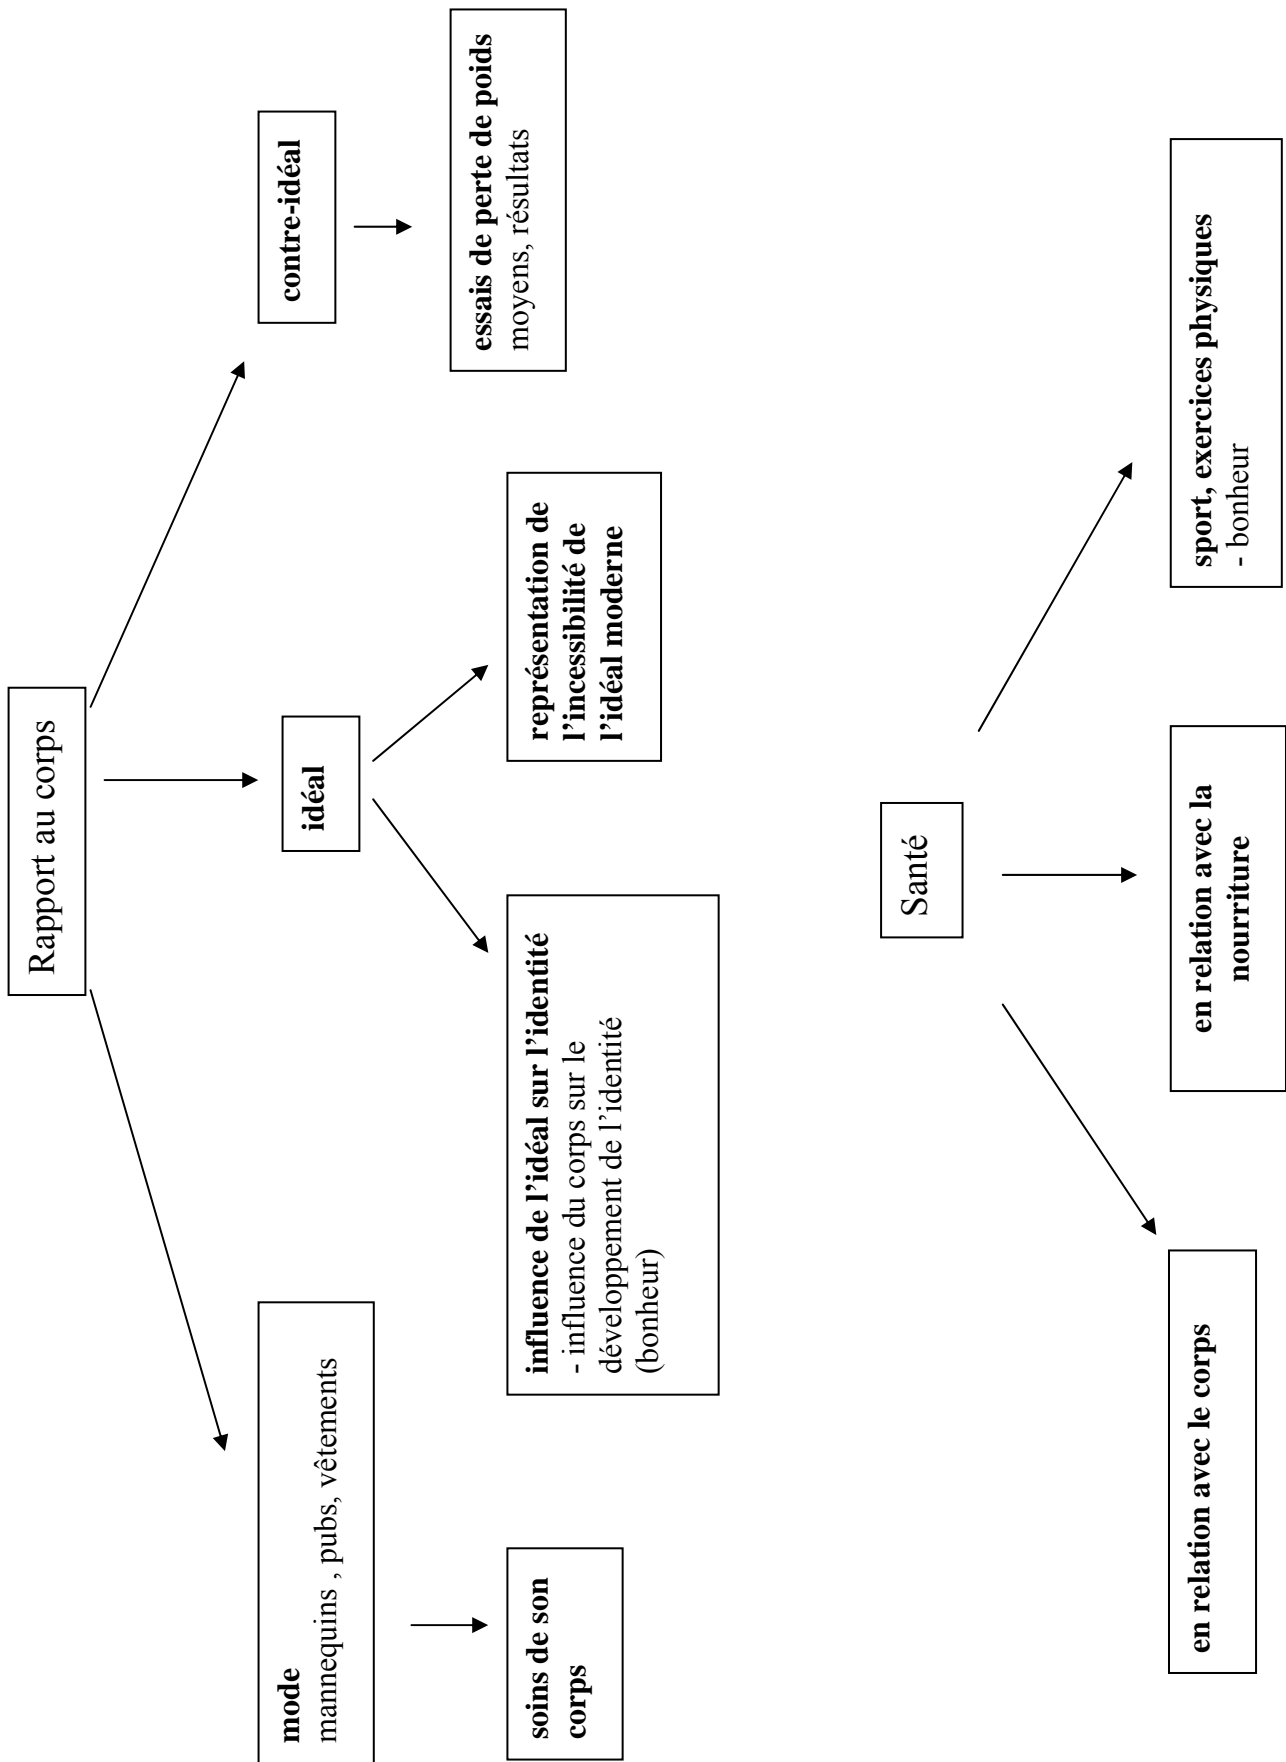 Rapport au corps
mode
mannequins , pubs, vêtements
idéal
contre-idéal
soins de son
corps
influence de l'idéal sur l'identité
- influence du corps sur le
développement de l'identité
(bonheur)
représentation de
l'incessibilité de
l'idéal moderne
essais de perte de poids
moyens, résultats
Santé
en relation avec le corps
en relation avec la
nourriture
sport, exercices physiques
- bonheur